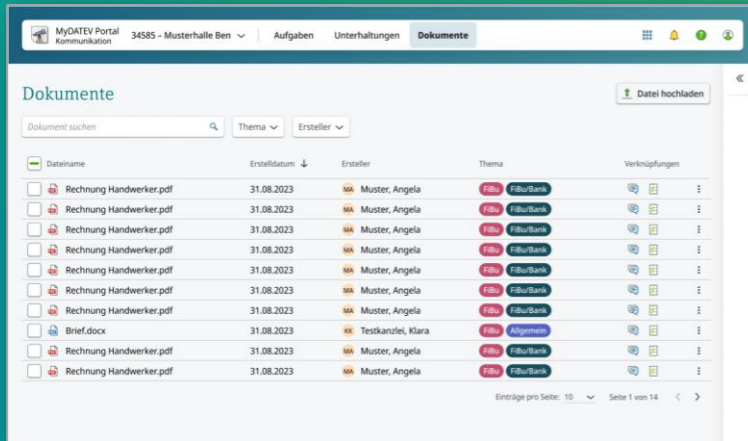 MyDATEV Portal
Kommunikation
34585 – Musterhalle Ben
Aufgaben
Unterhaltungen
Dokumente
Dokumente
Datei hochladen
Dokument suchen
Thema
Ersteller
Dateiname Erstelldatum Ersteller Thema Verknüpfungen
Rechnung Handwerker.pdf 31.08.2023 MA Muster, Angela FiBu FiBu/Bank
Rechnung Handwerker.pdf 31.08.2023 MA Muster, Angela FiBu FiBu/Bank
Rechnung Handwerker.pdf 31.08.2023 MA Muster, Angela FiBu FiBu/Bank
Rechnung Handwerker.pdf 31.08.2023 MA Muster, Angela FiBu FiBu/Bank
Rechnung Handwerker.pdf 31.08.2023 MA Muster, Angela FiBu FiBu/Bank
Rechnung Handwerker.pdf 31.08.2023 MA Muster, Angela FiBu FiBu/Bank
Rechnung Handwerker.pdf 31.08.2023 MA Muster, Angela FiBu FiBu/Bank
Brief.docx 31.08.2023 KK Testkanzlei, Klara FiBu Allgemein
Rechnung Handwerker.pdf 31.08.2023 MA Muster, Angela FiBu FiBu/Bank
Rechnung Handwerker.pdf 31.08.2023 MA Muster, Angela FiBu FiBu/Bank
Einträge pro Seite: 10 Seite 1 von 14